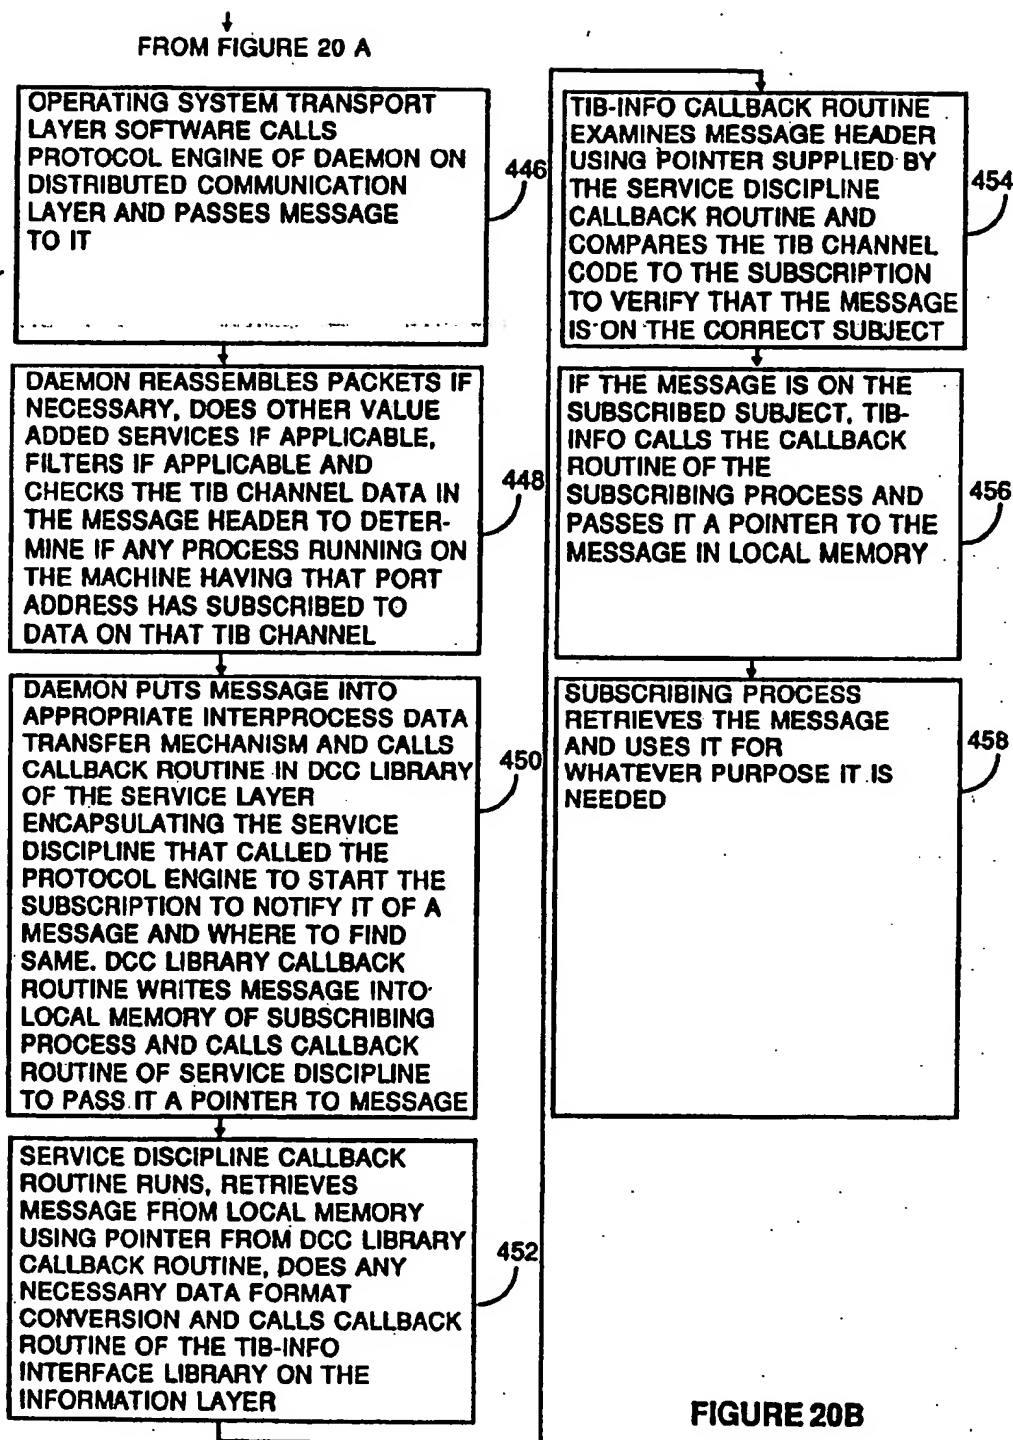 FROM FIGURE 20 A
OPERATING SYSTEM TRANSPORT
LAYER SOFTWARE CALLS
PROTOCOL ENGINE OF DAEMON ON
DISTRIBUTED COMMUNICATION
LAYER AND PASSES MESSAGE
TO IT
446
DAEMON REASSEMBLES PACKETS IF
NECESSARY, DOES OTHER VALUE
ADDED SERVICES IF APPLICABLE,
FILTERS IF APPLICABLE AND
CHECKS THE TIB CHANNEL DATA IN
THE MESSAGE HEADER TO DETER-
MINE IF ANY PROCESS RUNNING ON
THE MACHINE HAVING THAT PORT
ADDRESS HAS SUBSCRIBED TO
DATA ON THAT TIB CHANNEL
448
DAEMON PUTS MESSAGE INTO
APPROPRIATE INTERPROCESS DATA
TRANSFER MECHANISM AND CALLS
CALLBACK ROUTINE IN DCC LIBRARY
OF THE SERVICE LAYER
ENCAPSULATING THE SERVICE
DISCIPLINE THAT CALLED THE
PROTOCOL ENGINE TO START THE
SUBSCRIPTION TO NOTIFY IT OF A
MESSAGE AND WHERE TO FIND
SAME. DCC LIBRARY CALLBACK
ROUTINE WRITES MESSAGE INTO
LOCAL MEMORY OF SUBSCRIBING
PROCESS AND CALLS CALLBACK
ROUTINE OF SERVICE DISCIPLINE
TO PASS IT A POINTER TO MESSAGE
450
SERVICE DISCIPLINE CALLBACK
ROUTINE RUNS, RETRIEVES
MESSAGE FROM LOCAL MEMORY
USING POINTER FROM DCC LIBRARY
CALLBACK ROUTINE, DOES ANY
NECESSARY DATA FORMAT
CONVERSION AND CALLS CALLBACK
ROUTINE OF THE TIB-INFO
INTERFACE LIBRARY ON THE
INFORMATION LAYER
452
TIB-INFO CALLBACK ROUTINE
EXAMINES MESSAGE HEADER
USING POINTER SUPPLIED BY
THE SERVICE DISCIPLINE
CALLBACK ROUTINE AND
COMPARES THE TIB CHANNEL
CODE TO THE SUBSCRIPTION
TO VERIFY THAT THE MESSAGE
IS ON THE CORRECT SUBJECT
454
IF THE MESSAGE IS ON THE
SUBSCRIBED SUBJECT, TIB-
INFO CALLS THE CALLBACK
ROUTINE OF THE
SUBSCRIBING PROCESS AND
PASSES IT A POINTER TO THE
MESSAGE IN LOCAL MEMORY
456
SUBSCRIBING PROCESS
RETRIEVES THE MESSAGE
AND USES IT FOR
WHATEVER PURPOSE IT IS
NEEDED
458
FIGURE 20B